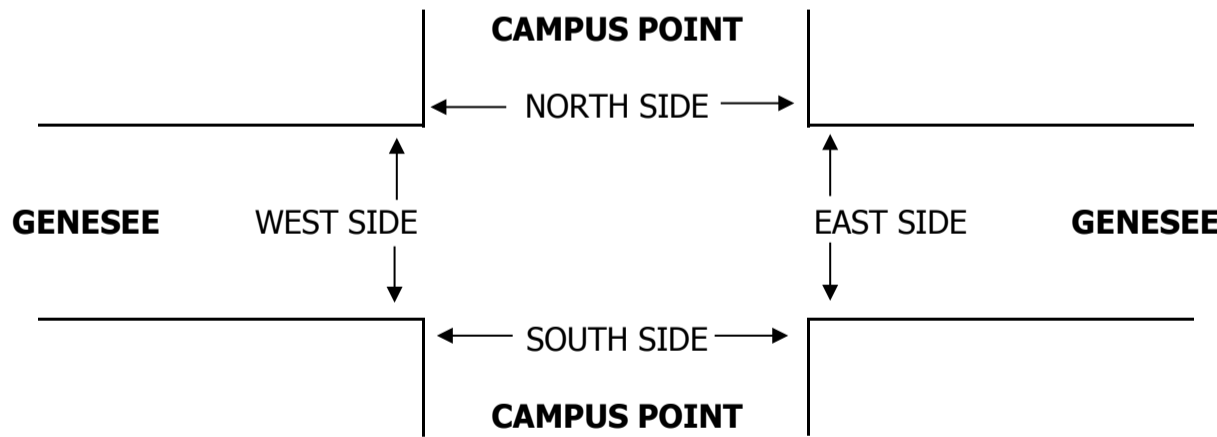 CAMPUS POINT
NORTH SIDE
GENESEE WEST SIDE EAST SIDE GENESEE
SOUTH SIDE
CAMPUS POINT